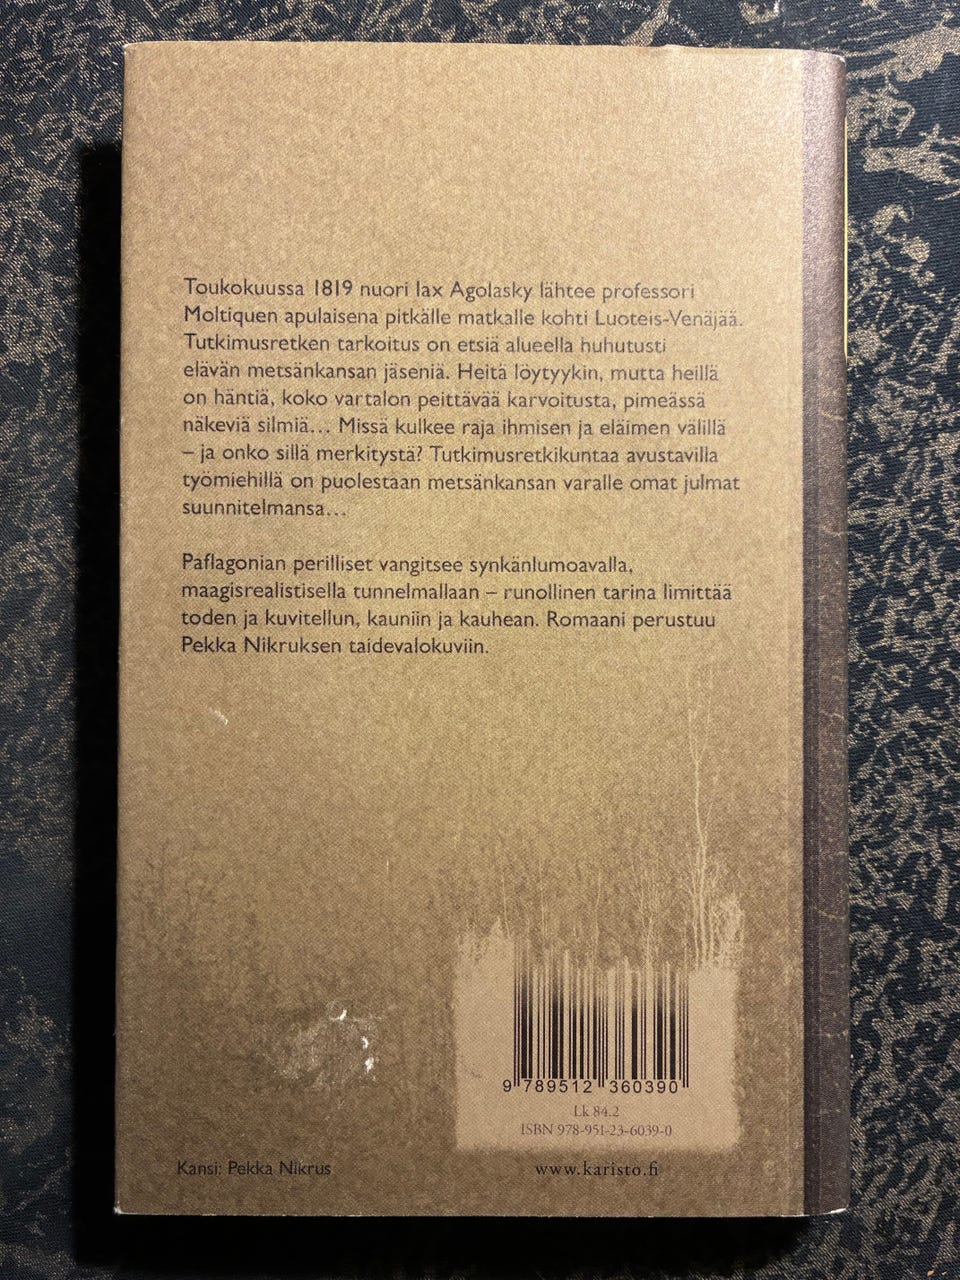 Toukokuussa 1819 nuori Iax Agolasky lähtee professori
Moltiquen apulaisena pitkälle matkalle kohti Luoteis-Venäjää.
Tutkimusretken tarkoitus on etsiä alueella huhutusti
elävän metsänkansan jäseniä. Heitä löytyykin, mutta heillä
on häntiä, koko vartalon peittävää karvoitusta, pimeässä
näkeviä silmiä... Missä kulkee raja ihmisen ja eläimen välillä
– ja onko sillä merkitystä? Tutkimusretkikuntaa avustavilla
työmiehillä on puolestaan metsänkansan varalle omat julmat
suunnitelmansa...
Paflagonian perilliset vangitsee synkänlumoavalla,
maagisrealistisella tunnelmallaan – runollinen tarina limittää
toden ja kuvitellun, kauniin ja kauhean. Romaani perustuu
Pekka Nikruksen taidevalokuviin.
9 789512 360390
Lk 84.2
ISBN 978-951-23-6039-0
Kansi: Pekka Nikrus
www.karisto.fi